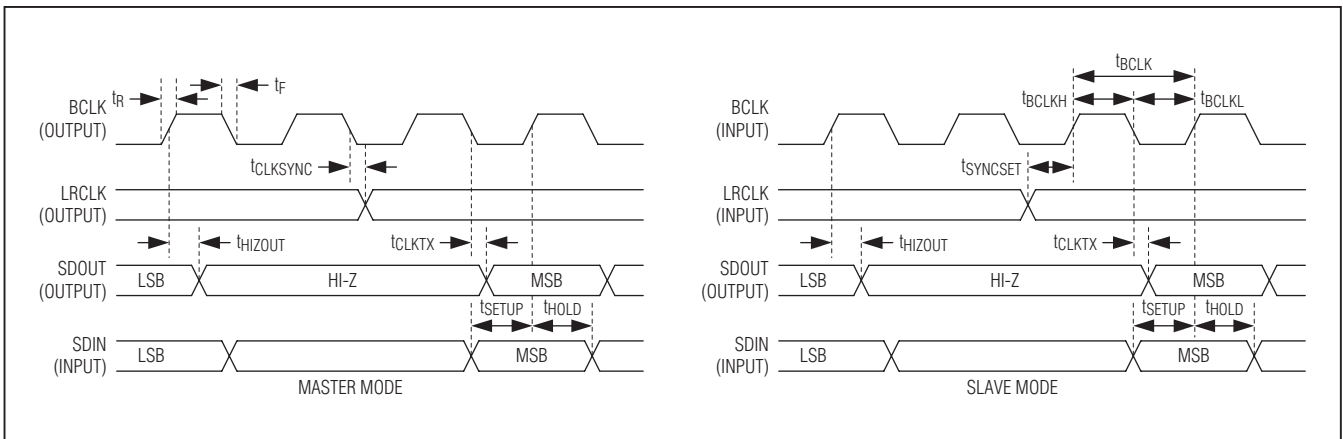 tR
tF
BCLK
(OUTPUT)
tCLKSYNC
LRCLK
(OUTPUT)
tHIZOUT
tCLKTX
SDOUT
(OUTPUT)
LSB
HI-Z
MSB
tSETUP
tHOLD
SDIN
(INPUT)
LSB
MSB
MASTER MODE
tBCLK
tBCLKH
tBCLKL
BCLK
(INPUT)
tSYNCSET
LRCLK
(INPUT)
tHIZOUT
tCLKTX
SDOUT
(OUTPUT)
LSB
HI-Z
MSB
tSETUP
tHOLD
SDIN
(INPUT)
LSB
MSB
SLAVE MODE